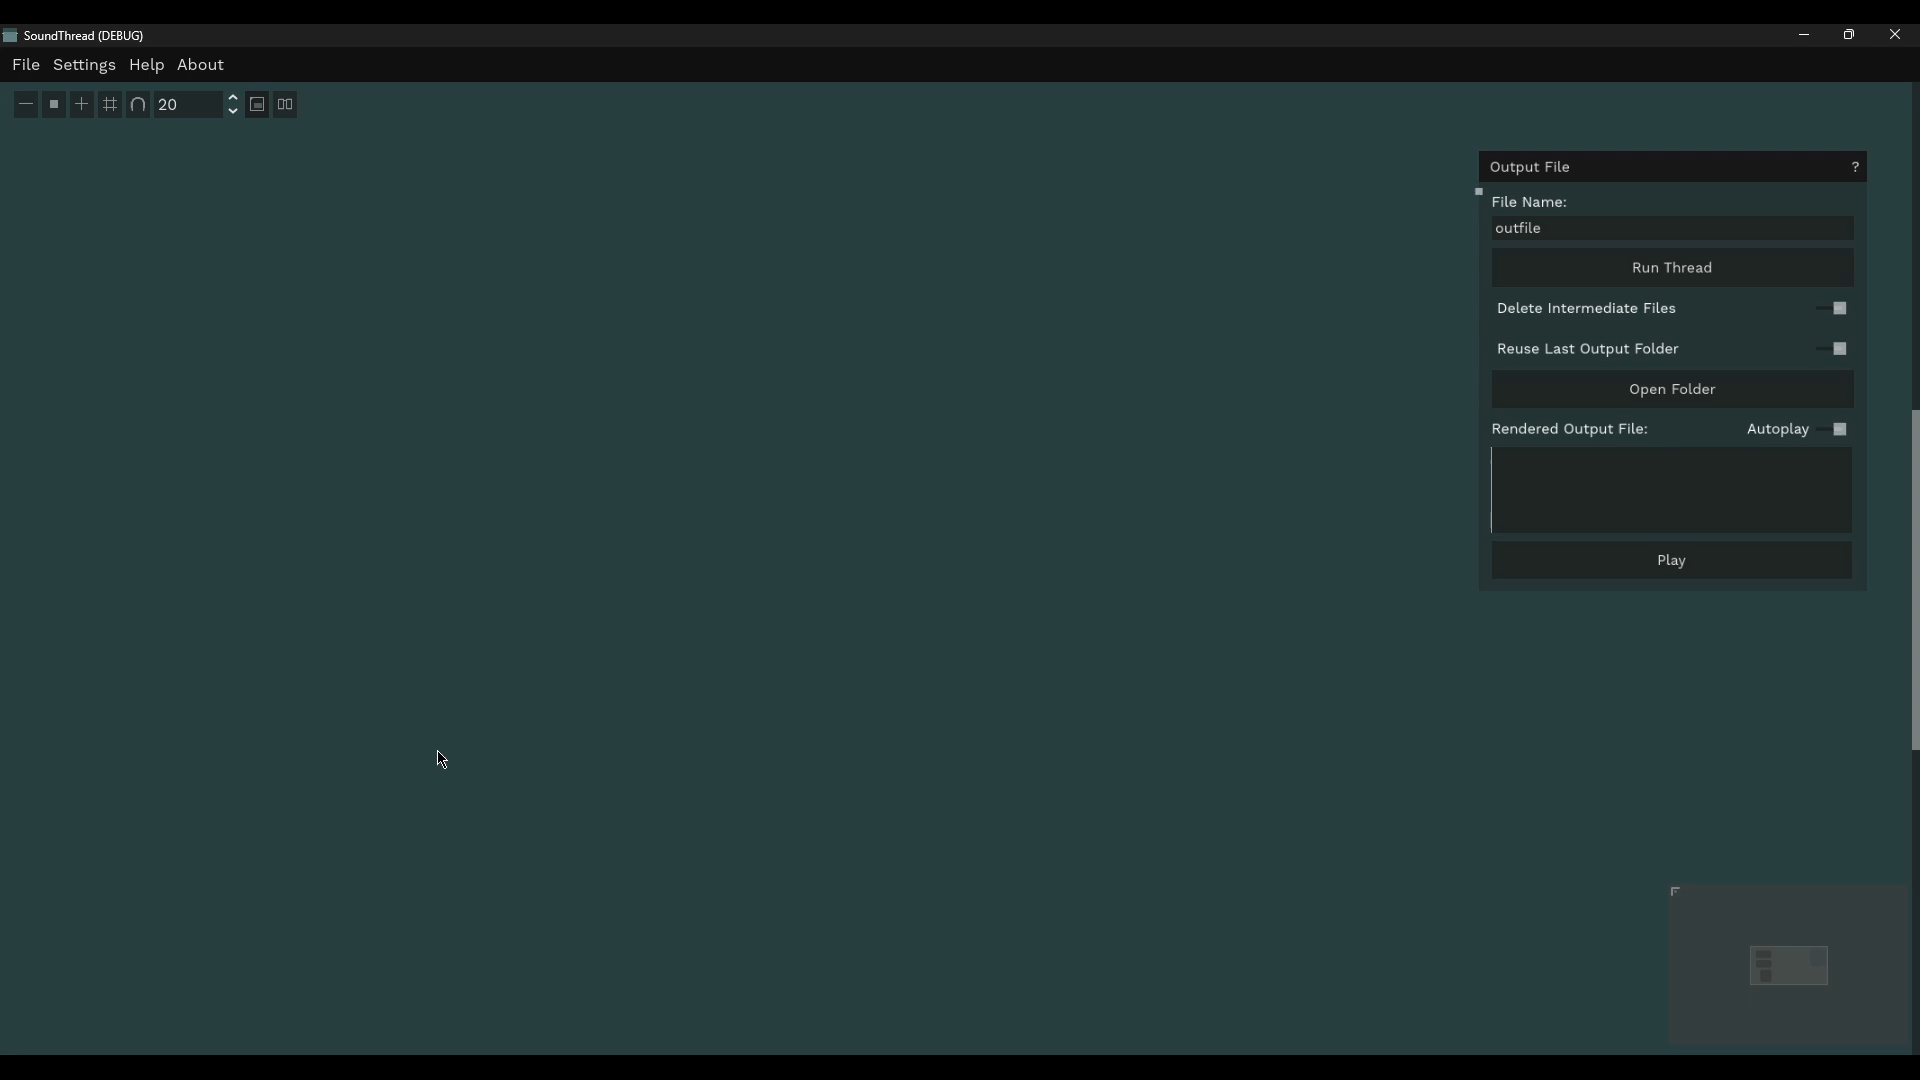 SoundThread (DEBUG)
File Settings Help About
20
Output File ?
File Name:
outfile
Run Thread
Delete Intermediate Files
Reuse Last Output Folder
Open Folder
Rendered Output File: Autoplay
Play